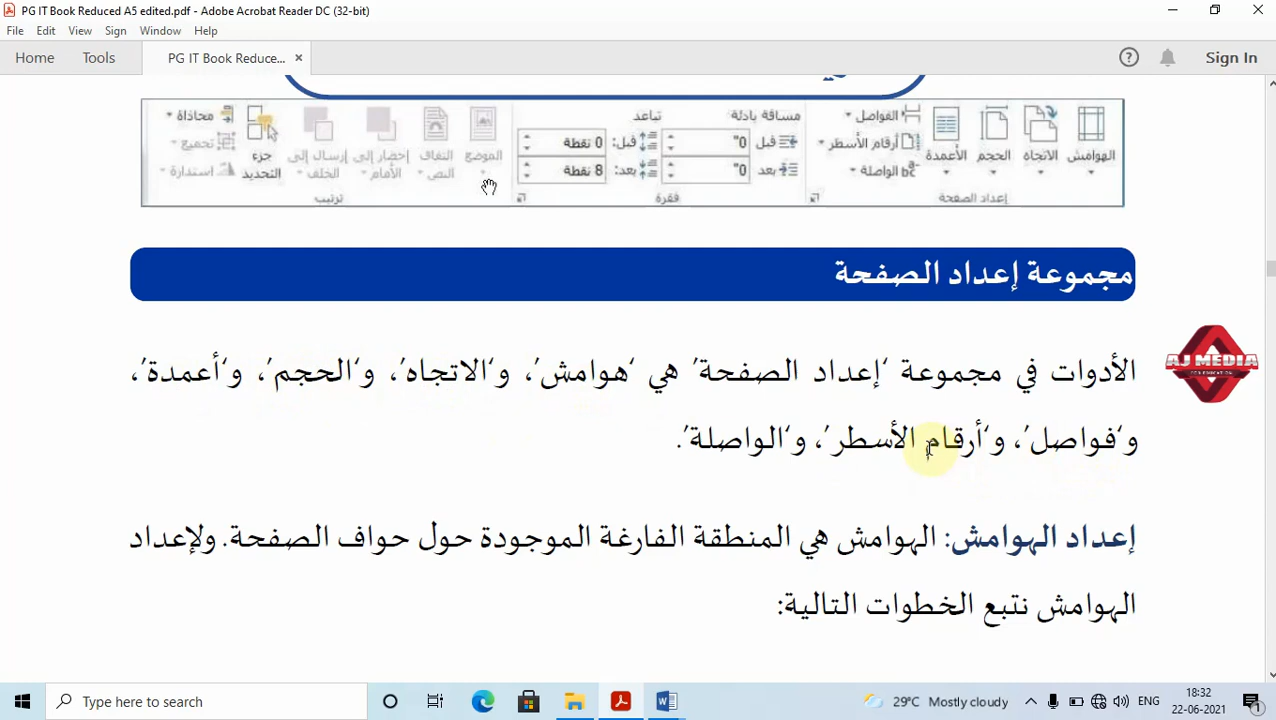 PG IT Book Reduced A5 edited.pdf - Adobe Acrobat Reader DC (32-bit)
File Edit View Sign Window Help
Home Tools PG IT Book Reduce... × Sign In
الهوامش الاتجاه الحجم الأعمدة الفواصل أرقام الأسطر الواصلة
إعداد الصفحة
مسافة بادئة تباعد
قبل 0" قبل: 0 نقطة
بعد 0" بعد: 8 نقطة
فقرة
الموضع التفاف النص إحضار إلى الأمام إرسال إلى الخلف جزء التحديد محاذاة تجميع استدارة
ترتيب
مجموعة إعداد الصفحة
الأدوات في مجموعة ‘إعداد الصفحة’ هي ‘هوامش’، و‘الاتجاه’، و‘الحجم’، و‘أعمدة’،
و‘فواصل’، و‘أرقام الأسطر’، و‘الواصلة’.
إعداد الهوامش: الهوامش هي المنطقة الفارغة الموجودة حول حواف الصفحة. ولإعداد
الهوامش نتبع الخطوات التالية:
AJ MEDIA
FOR EDUCATION
Type here to search
29°C Mostly cloudy ENG 18:32
22-06-2021